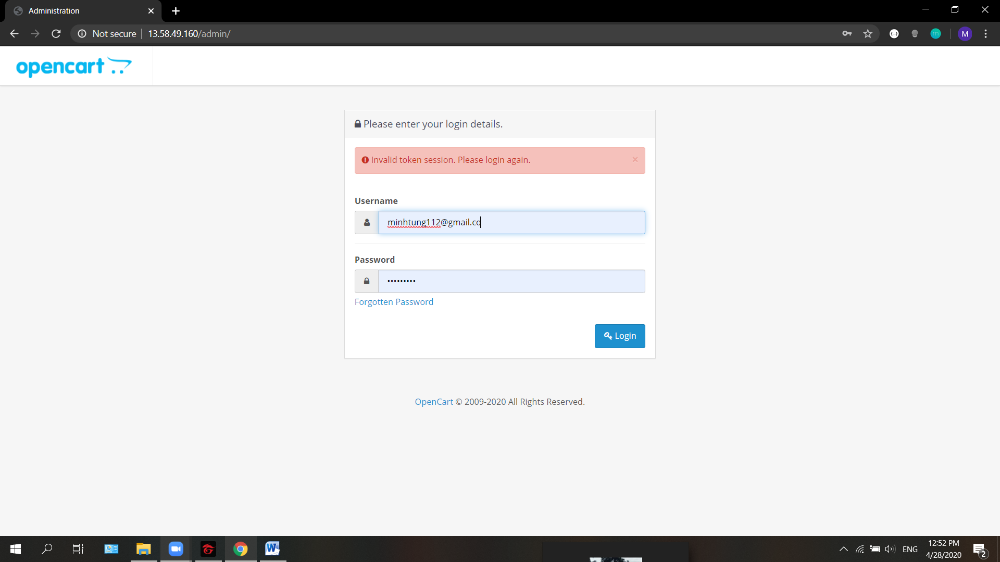 Administration
Not secure | 13.58.49.160/admin/
M
opencart
Please enter your login details.
Invalid token session. Please login again.
Username
minhtung112@gmail.co
Password
•••••••••
Forgotten Password
Login
OpenCart © 2009-2020 All Rights Reserved.
ENG
12:52 PM
4/28/2020
2